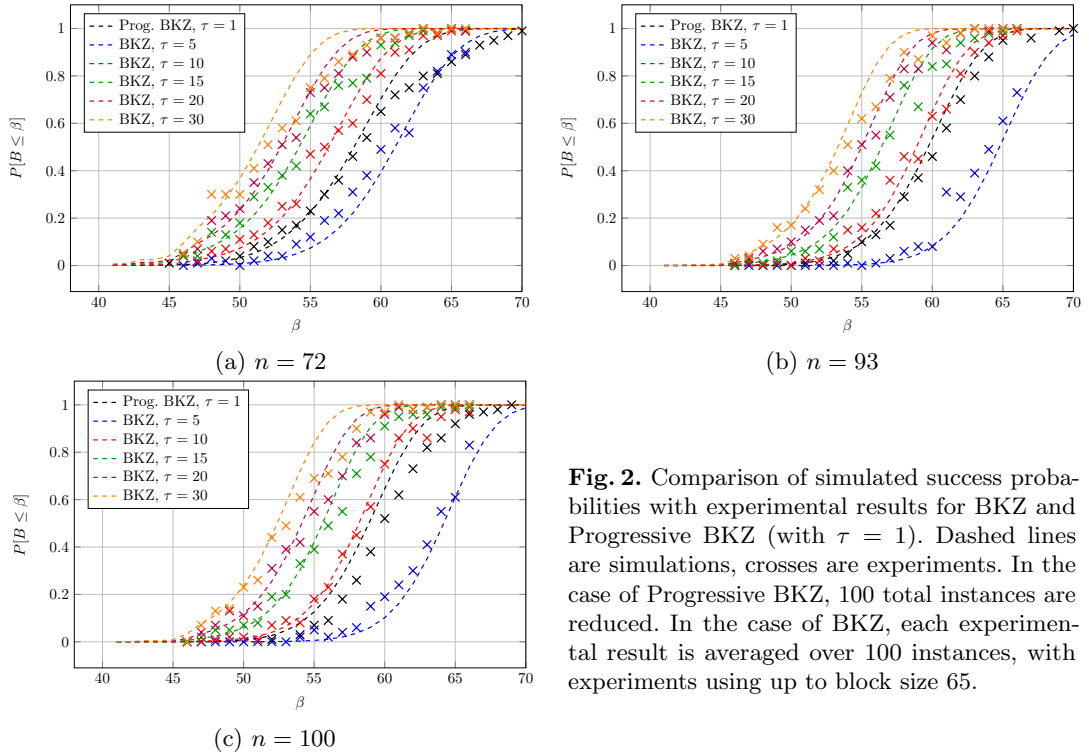 Prog. BKZ, τ = 1
BKZ, τ = 5
BKZ, τ = 10
BKZ, τ = 15
BKZ, τ = 20
BKZ, τ = 30
1
0.8
0.6
0.4
0.2
0
P[B ≤ β]
40 45 50 55 60 65 70
β
(a) n = 72
Prog. BKZ, τ = 1
BKZ, τ = 5
BKZ, τ = 10
BKZ, τ = 15
BKZ, τ = 20
BKZ, τ = 30
1
0.8
0.6
0.4
0.2
0
P[B ≤ β]
40 45 50 55 60 65 70
β
(b) n = 93
Prog. BKZ, τ = 1
BKZ, τ = 5
BKZ, τ = 10
BKZ, τ = 15
BKZ, τ = 20
BKZ, τ = 30
1
0.8
0.6
0.4
0.2
0
P[B ≤ β]
40 45 50 55 60 65 70
β
(c) n = 100
Fig. 2. Comparison of simulated success proba-
bilities with experimental results for BKZ and
Progressive BKZ (with τ = 1). Dashed lines
are simulations, crosses are experiments. In the
case of Progressive BKZ, 100 total instances are
reduced. In the case of BKZ, each experimen-
tal result is averaged over 100 instances, with
experiments using up to block size 65.